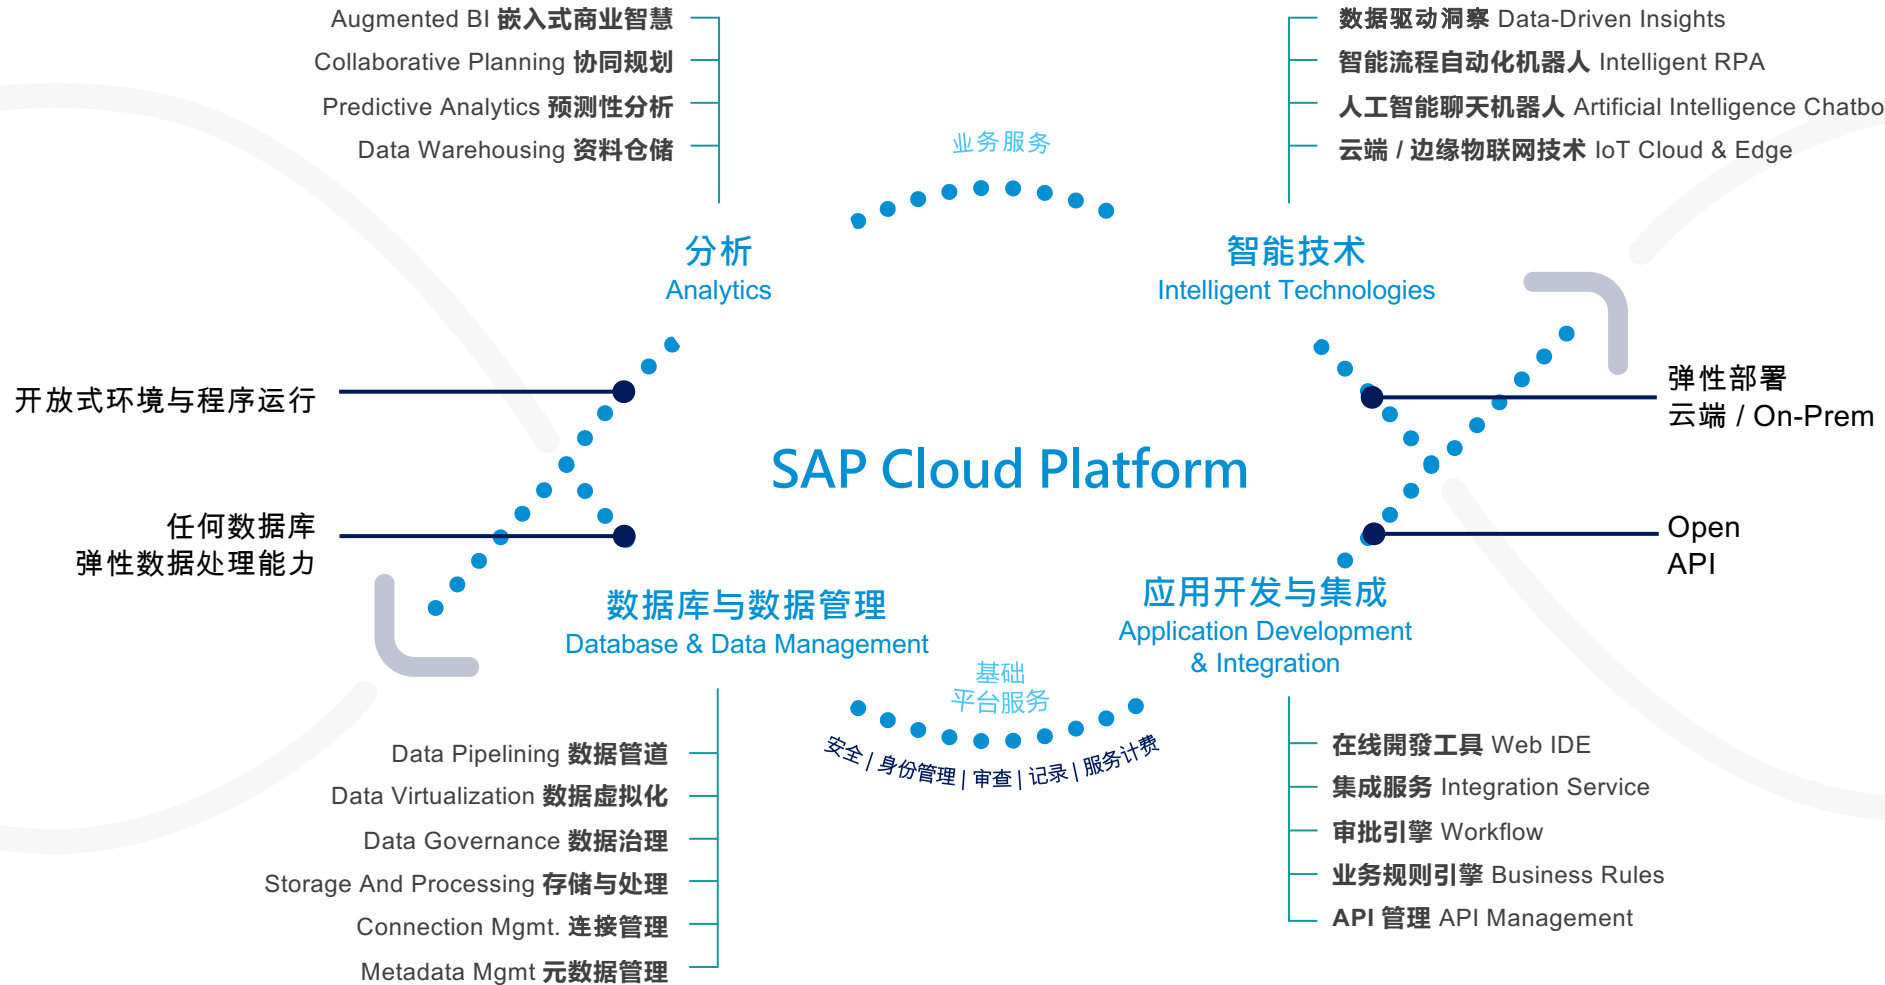 Augmented BI 嵌入式商业智慧
Collaborative Planning 协同规划
Predictive Analytics 预测性分析
Data Warehousing 资料仓储
数据驱动洞察 Data-Driven Insights
智能流程自动化机器人 Intelligent RPA
人工智能聊天机器人 Artificial Intelligence Chatbo
云端 / 边缘物联网技术 IoT Cloud & Edge
业务服务
分析
Analytics
智能技术
Intelligent Technologies
开放式环境与程序运行
弹性部署
云端 / On-Prem
SAP Cloud Platform
任何数据库
弹性数据处理能力
Open
API
数据库与数据管理
Database & Data Management
应用开发与集成
Application Development
& Integration
基础
平台服务
安全 | 身份管理 | 审查 | 记录 | 服务计费
Data Pipelining 数据管道
Data Virtualization 数据虚拟化
Data Governance 数据治理
Storage And Processing 存储与处理
Connection Mgmt. 连接管理
Metadata Mgmt 元数据管理
在线開發工具 Web IDE
集成服务 Integration Service
审批引擎 Workflow
业务规则引擎 Business Rules
API 管理 API Management